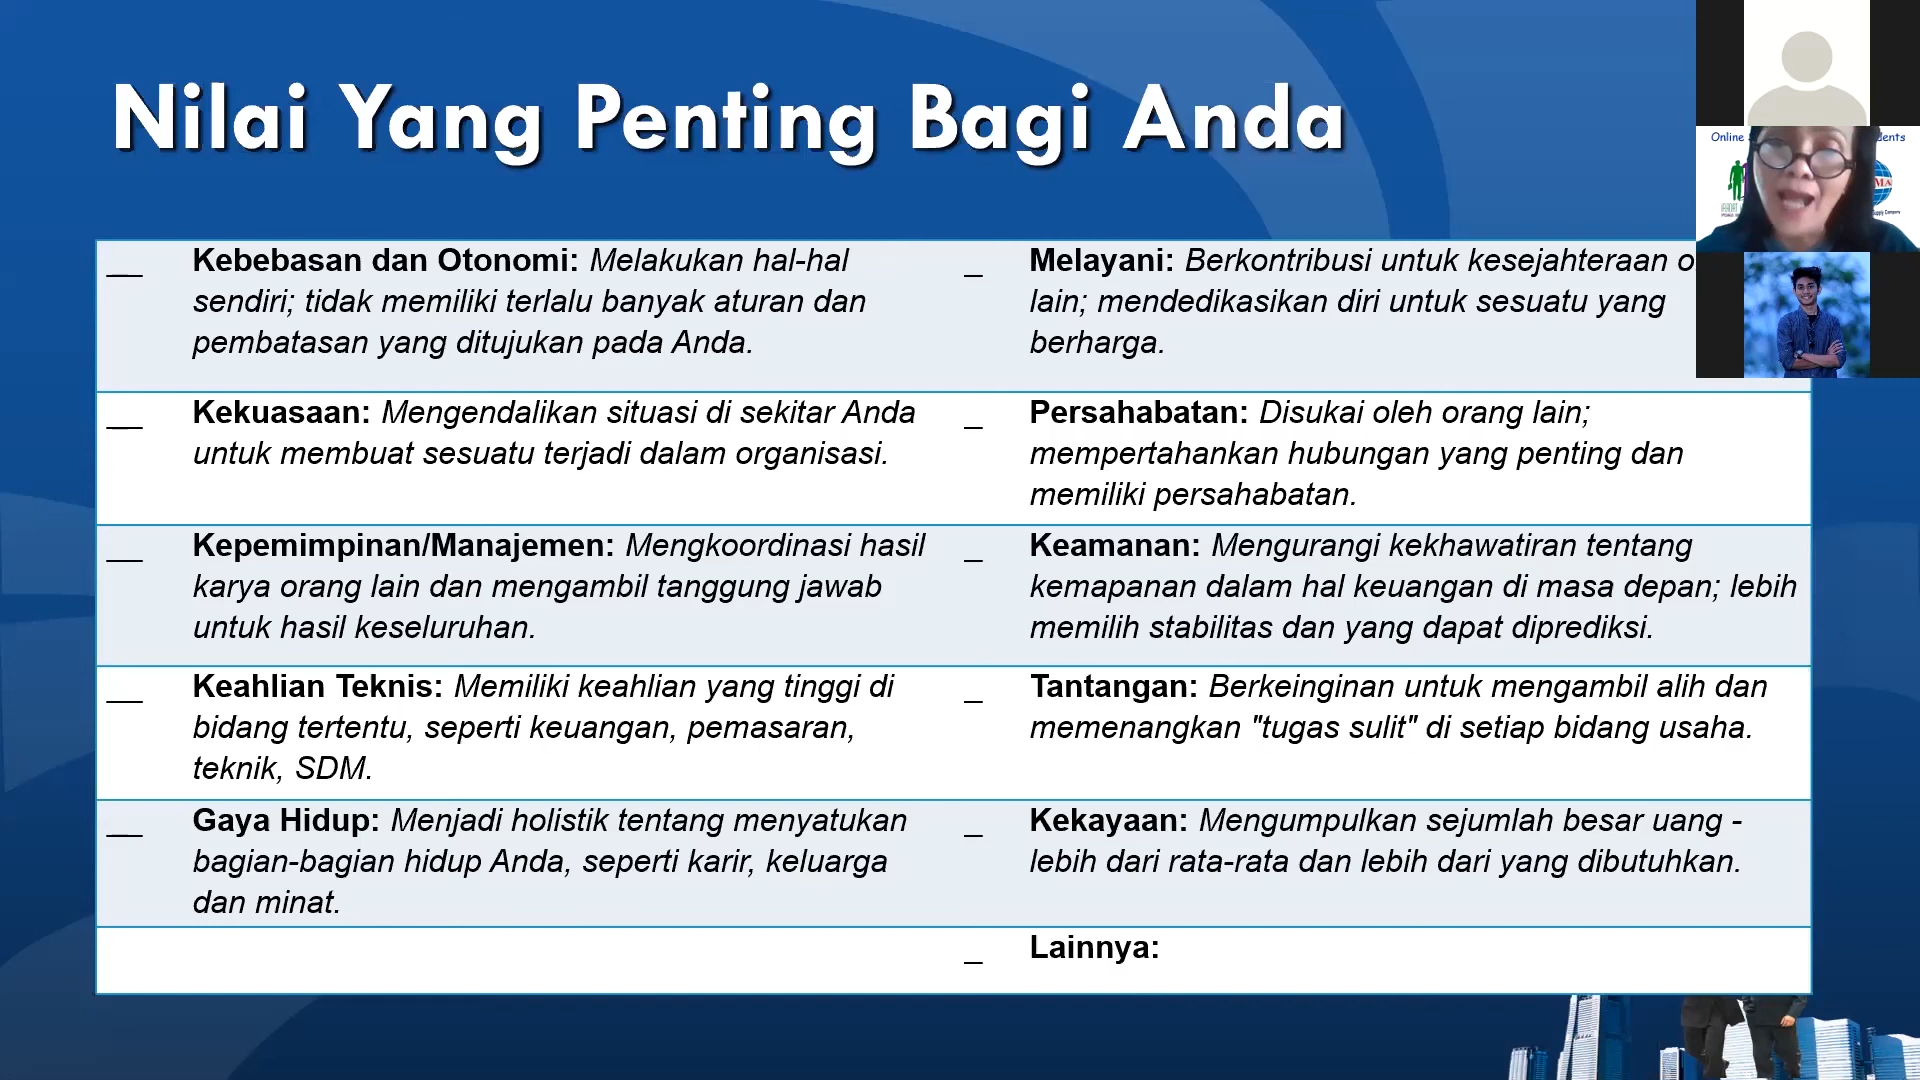 Nilai Yang Penting Bagi Anda
Online
dents
MA
Supply Company
__ Kebebasan dan Otonomi: Melakukan hal-hal
sendiri; tidak memiliki terlalu banyak aturan dan
pembatasan yang ditujukan pada Anda.
_ Melayani: Berkontribusi untuk kesejahteraan
lain; mendedikasikan diri untuk sesuatu yang
berharga.
__ Kekuasaan: Mengendalikan situasi di sekitar Anda
untuk membuat sesuatu terjadi dalam organisasi.
_ Persahabatan: Disukai oleh orang lain;
mempertahankan hubungan yang penting dan
memiliki persahabatan.
__ Kepemimpinan/Manajemen: Mengkoordinasi hasil
karya orang lain dan mengambil tanggung jawab
untuk hasil keseluruhan.
_ Keamanan: Mengurangi kekhawatiran tentang
kemapanan dalam hal keuangan di masa depan; lebih
memilih stabilitas dan yang dapat diprediksi.
__ Keahlian Teknis: Memiliki keahlian yang tinggi di
bidang tertentu, seperti keuangan, pemasaran,
teknik, SDM.
_ Tantangan: Berkeinginan untuk mengambil alih dan
memenangkan "tugas sulit" di setiap bidang usaha.
__ Gaya Hidup: Menjadi holistik tentang menyatukan
bagian-bagian hidup Anda, seperti karir, keluarga
dan minat.
_ Kekayaan: Mengumpulkan sejumlah besar uang -
lebih dari rata-rata dan lebih dari yang dibutuhkan.
_ Lainnya: